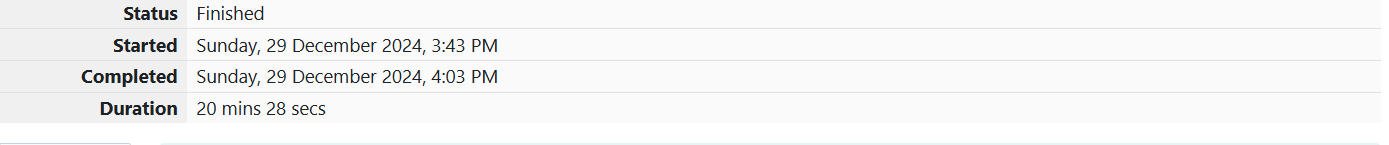 Status Finished
Started Sunday, 29 December 2024, 3:43 PM
Completed Sunday, 29 December 2024, 4:03 PM
Duration 20 mins 28 secs